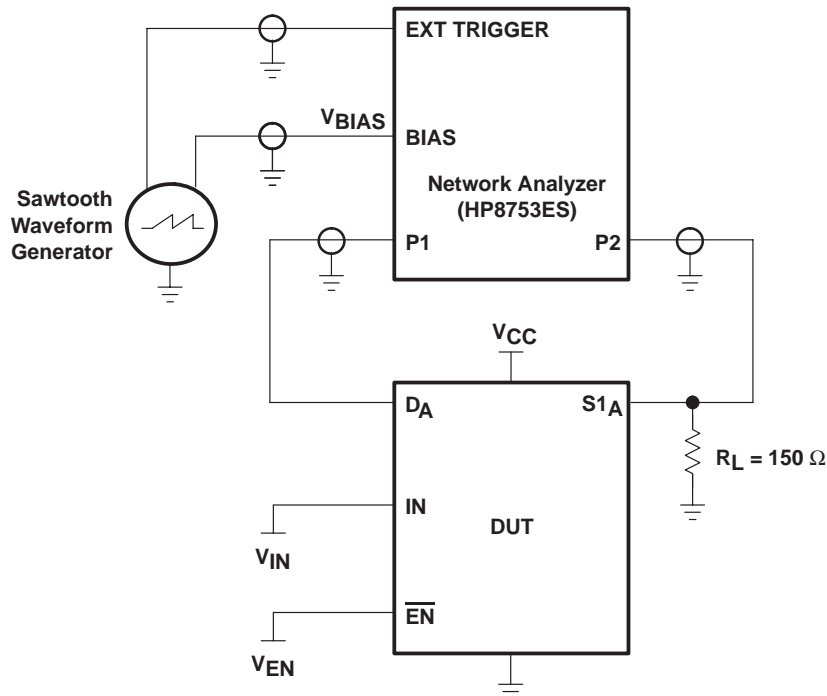 EXT TRIGGER
VBIAS
BIAS
Network Analyzer
(HP8753ES)
Sawtooth
Waveform
Generator
P1
P2
VCC
DA
S1A
RL = 150 Ω
IN
DUT
VIN
EN
VEN